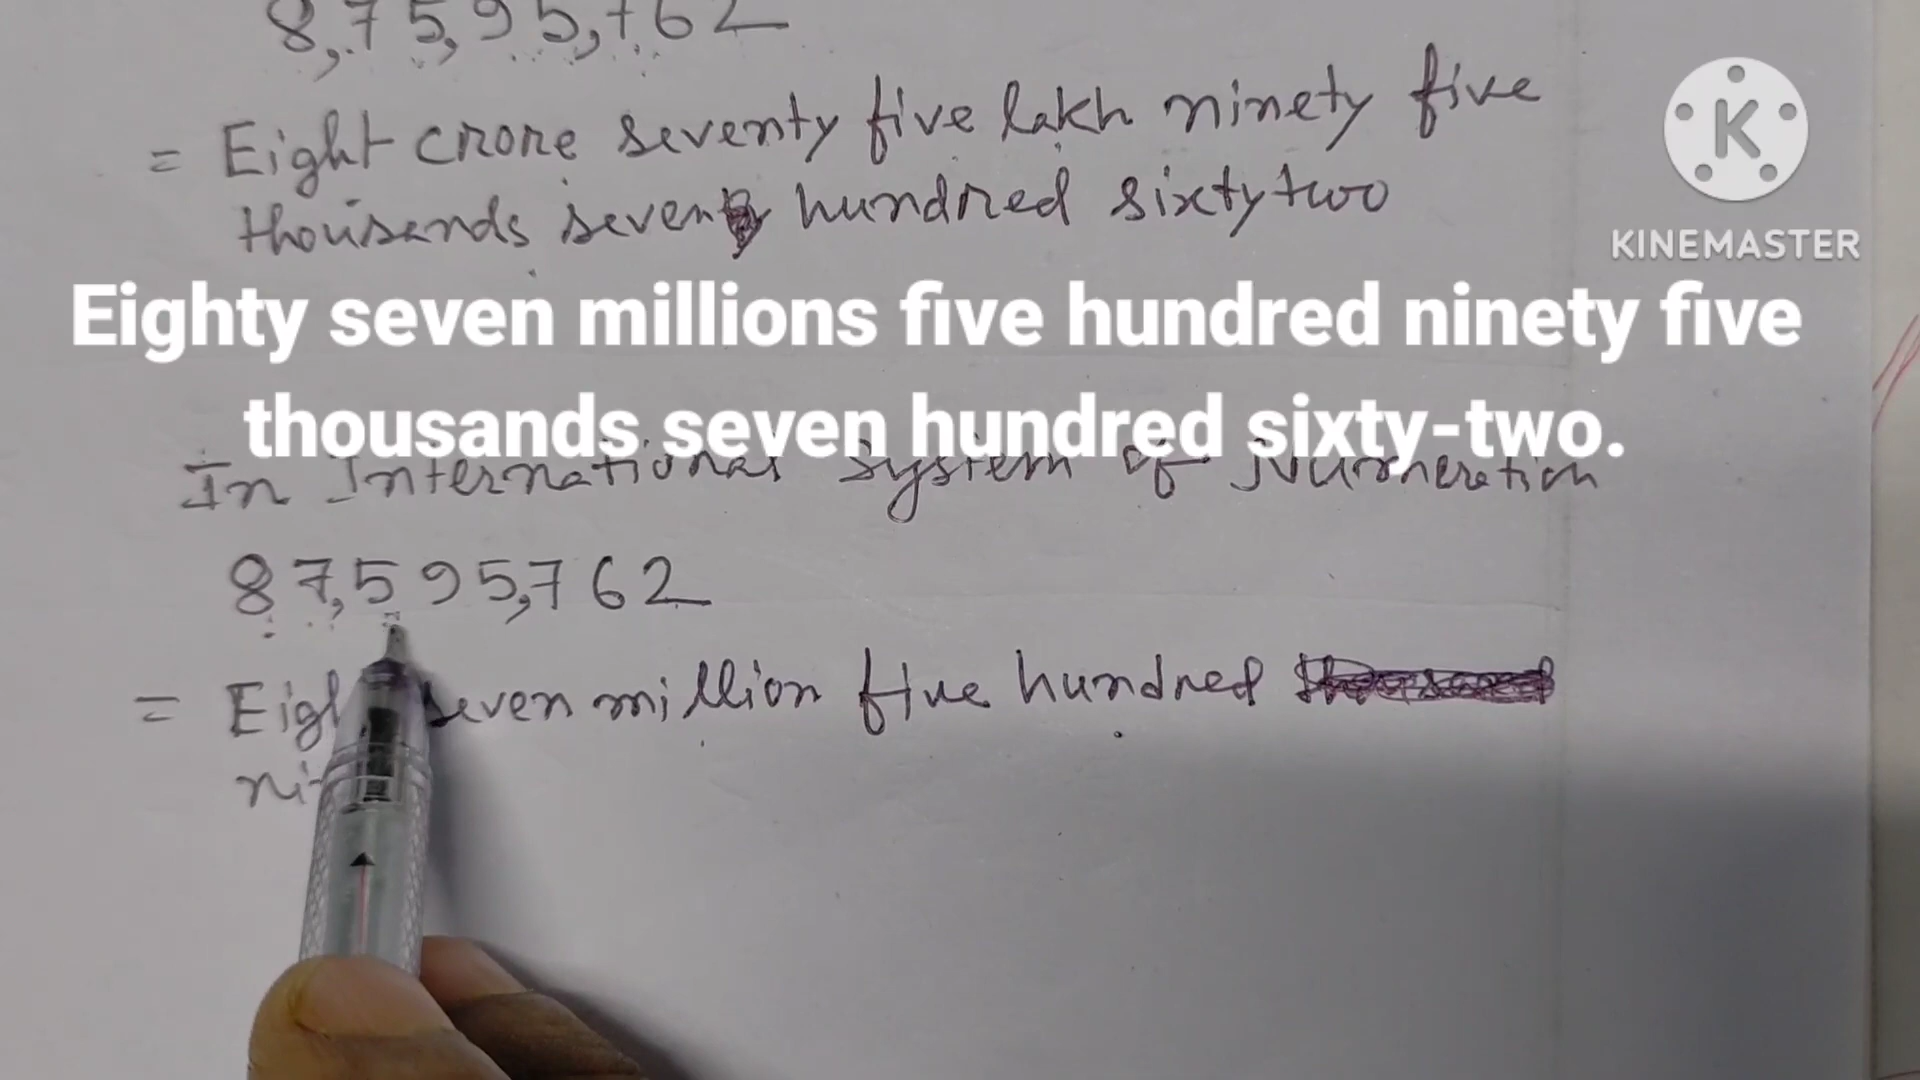 8,75,95,762
= Eight crore seventy five lakh ninety five
thousands seven hundred sixty two
KINEMASTER
Eighty seven millions five hundred ninety five
thousands seven hundred sixty-two.
In International System of Numeration
87,595,762
= seven million five hundred